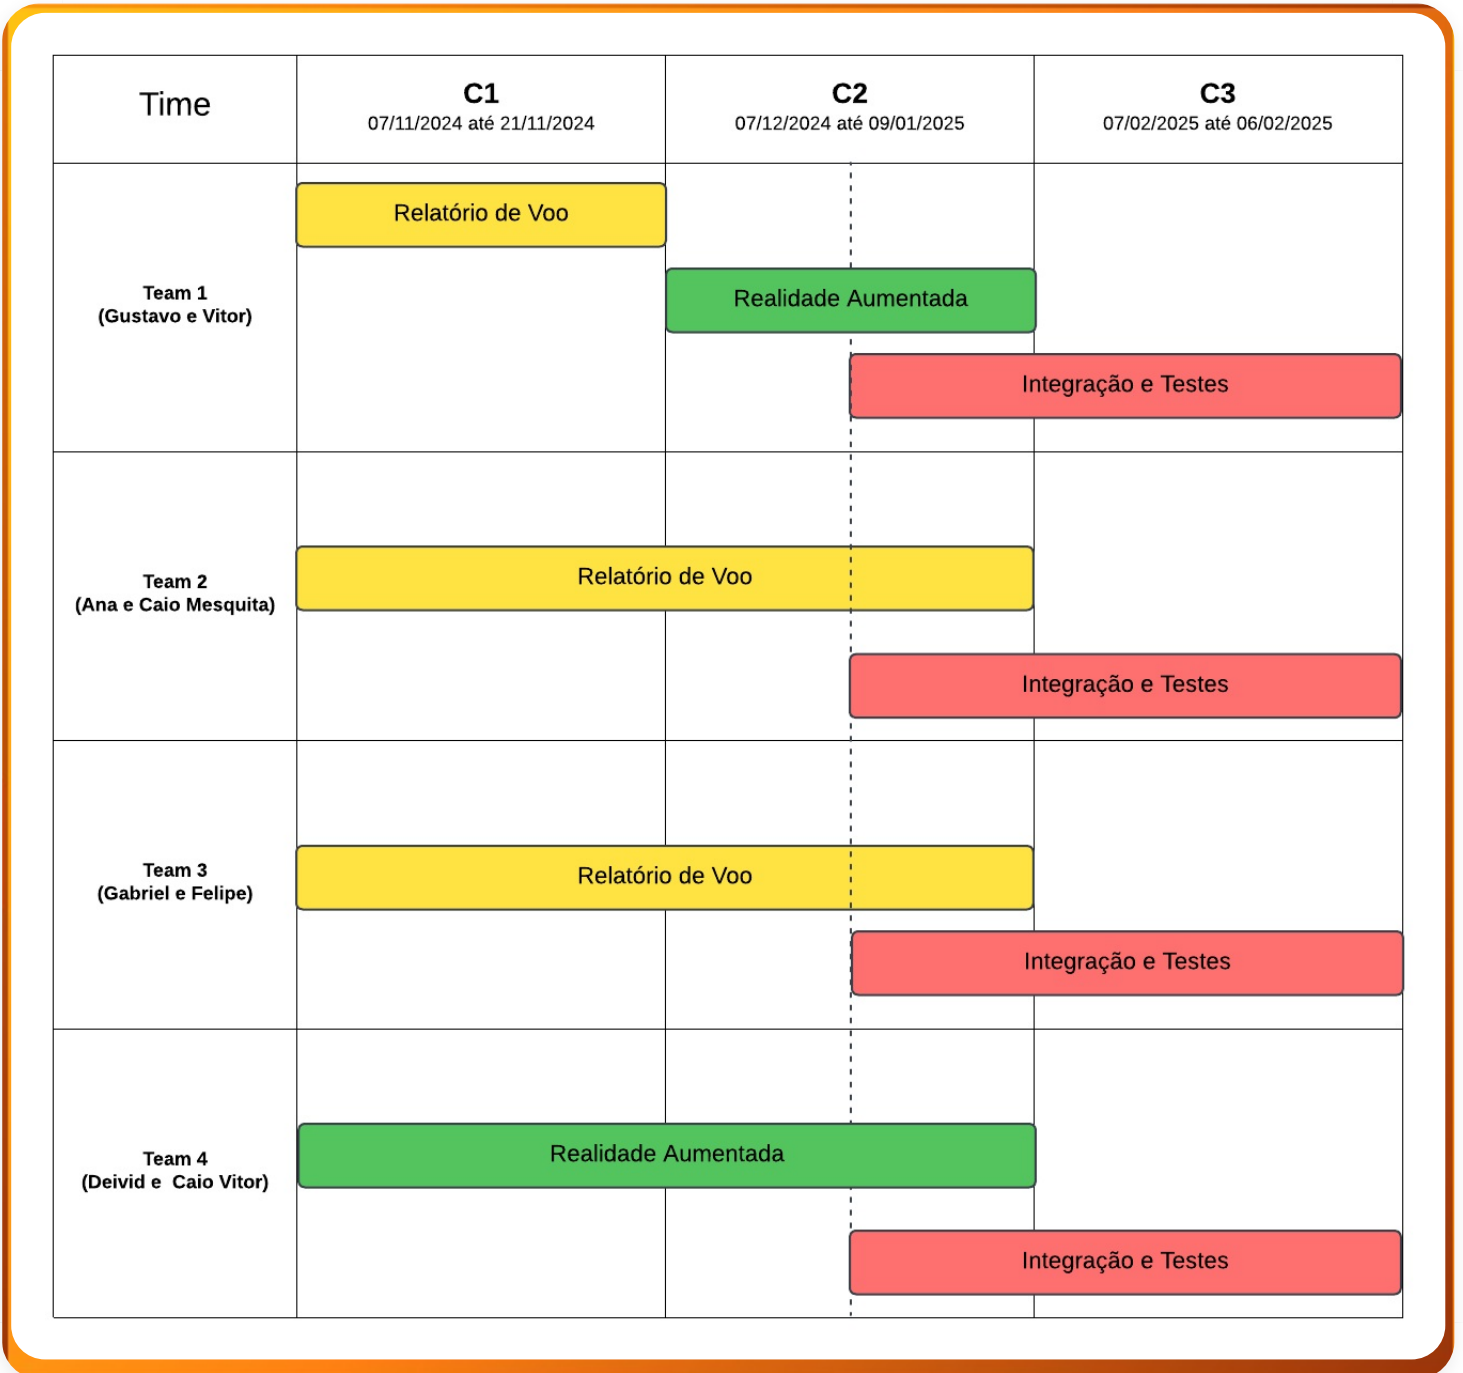 Time
C1
07/11/2024 até 21/11/2024
C2
07/12/2024 até 09/01/2025
C3
07/02/2025 até 06/02/2025
Team 1
(Gustavo e Vitor)
Relatório de Voo
Realidade Aumentada
Integração e Testes
Team 2
(Ana e Caio Mesquita)
Relatório de Voo
Integração e Testes
Team 3
(Gabriel e Felipe)
Relatório de Voo
Integração e Testes
Team 4
(Deivid e  Caio Vitor)
Realidade Aumentada
Integração e Testes